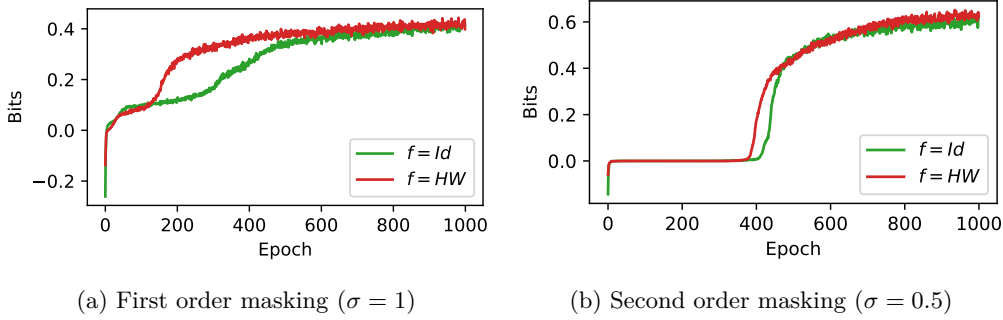 0.4
0.2
0.0
−0.2
Bits
0 200 400 600 800 1000
Epoch
f = Id
f = HW
(a) First order masking (σ = 1)
0.6
0.4
0.2
0.0
Bits
0 200 400 600 800 1000
Epoch
f = Id
f = HW
(b) Second order masking (σ = 0.5)